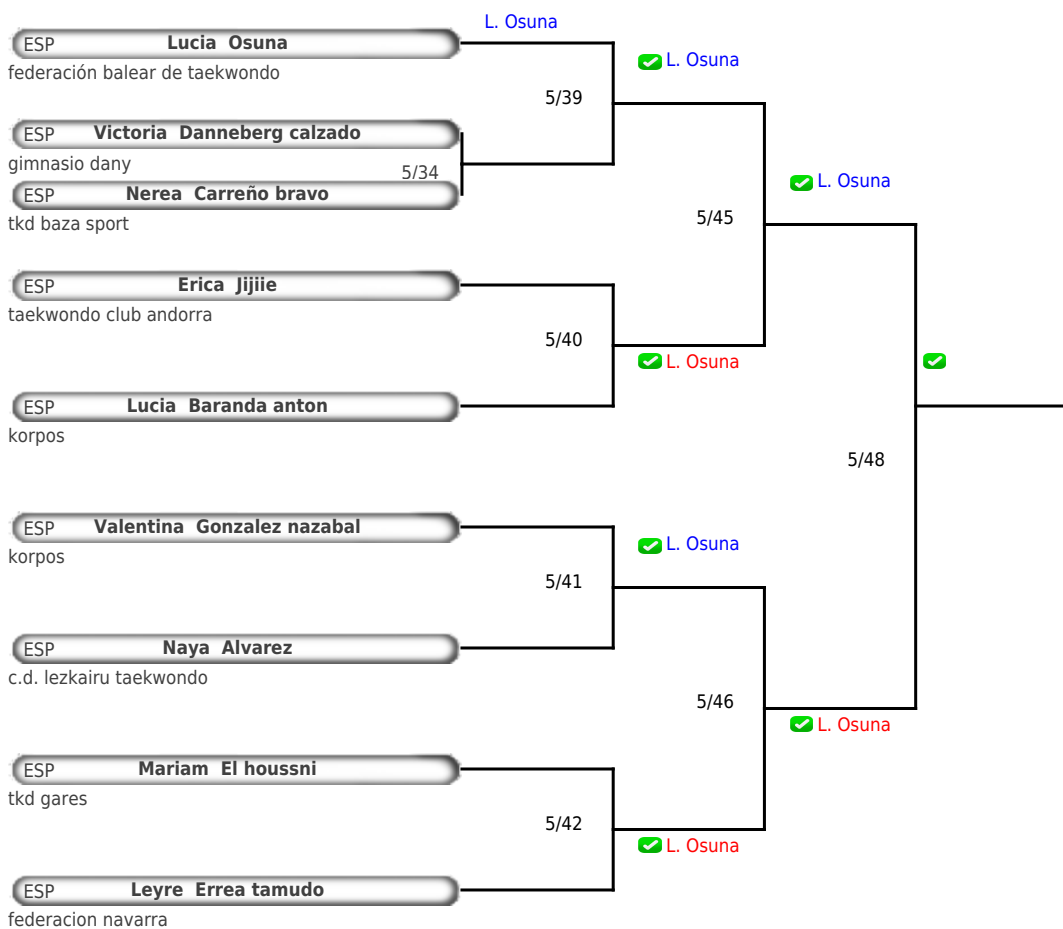 L. Osuna
ESP Lucia Osuna
federación balear de taekwondo
L. Osuna
5/39
ESP Victoria Danneberg calzado
gimnasio dany
5/34
ESP Nerea Carreño bravo
tkd baza sport
L. Osuna
5/45
ESP Erica Jijiie
taekwondo club andorra
5/40
L. Osuna
ESP Lucia Baranda anton
korpos
5/48
ESP Valentina Gonzalez nazabal
korpos
L. Osuna
5/41
ESP Naya Alvarez
c.d. lezkairu taekwondo
5/46
L. Osuna
ESP Mariam El houssni
tkd gares
5/42
L. Osuna
ESP Leyre Errea tamudo
federacion navarra